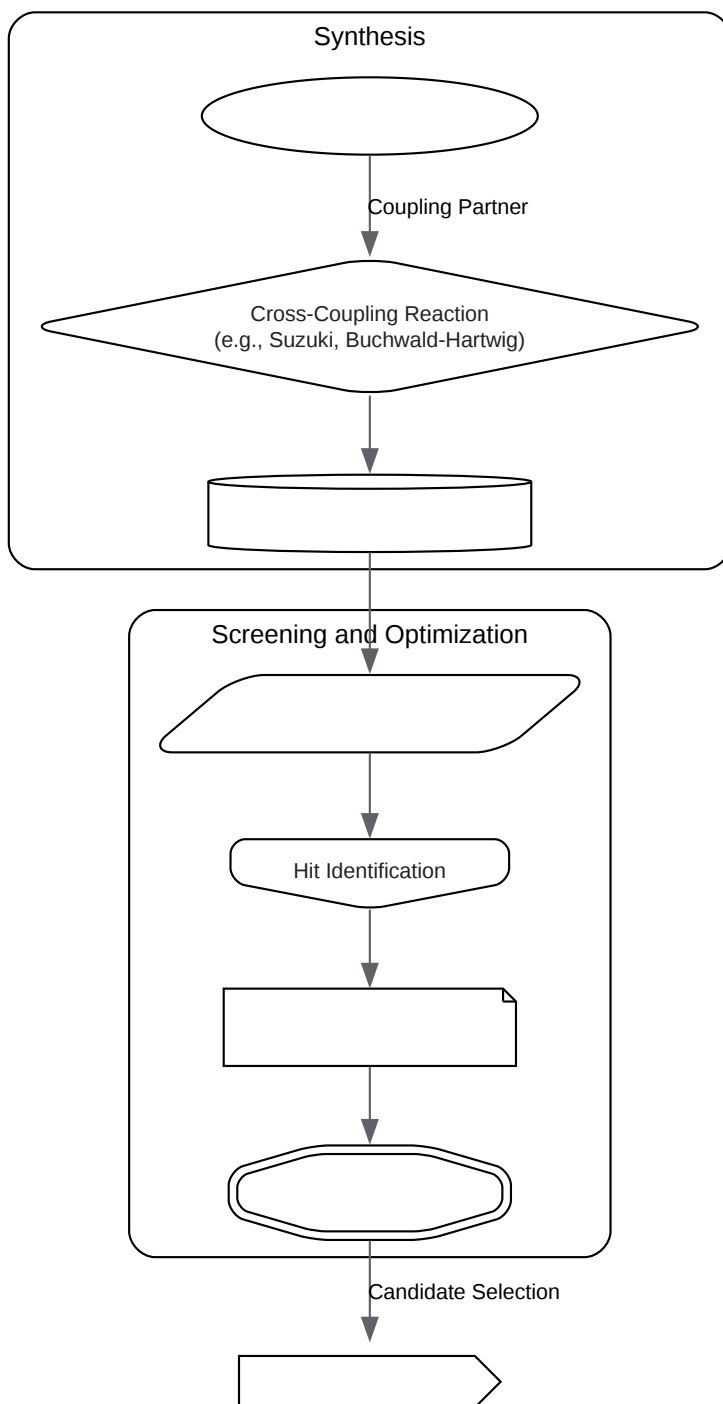 Synthesis
Coupling Partner
Cross-Coupling Reaction
(e.g., Suzuki, Buchwald-Hartwig)
Screening and Optimization
Hit Identification
Candidate Selection